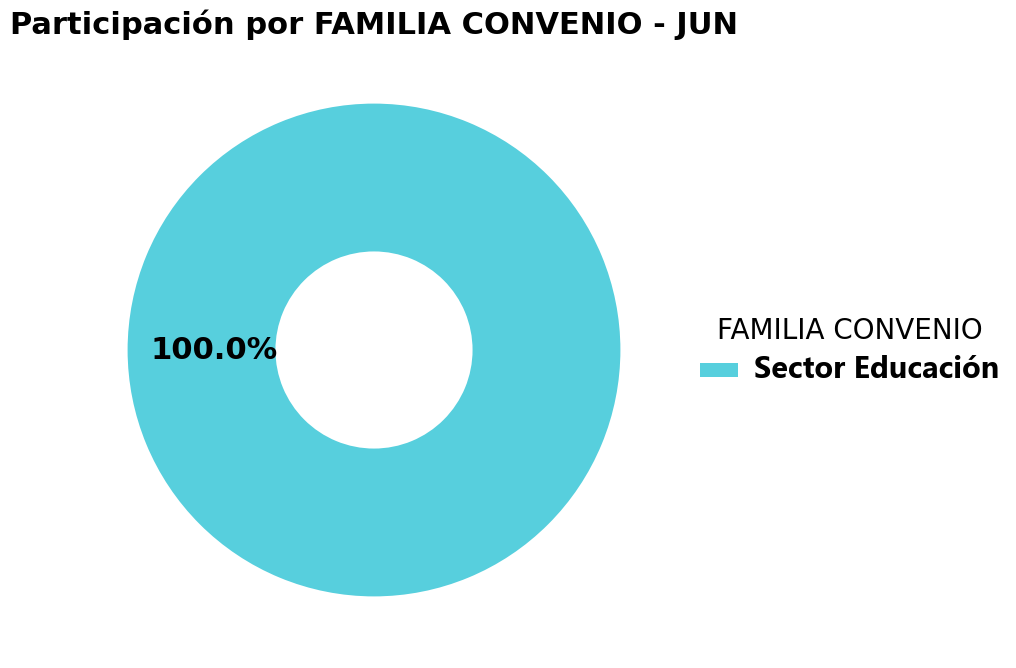 Participación por FAMILIA CONVENIO - JUN
100.0%
FAMILIA CONVENIO
Sector Educación